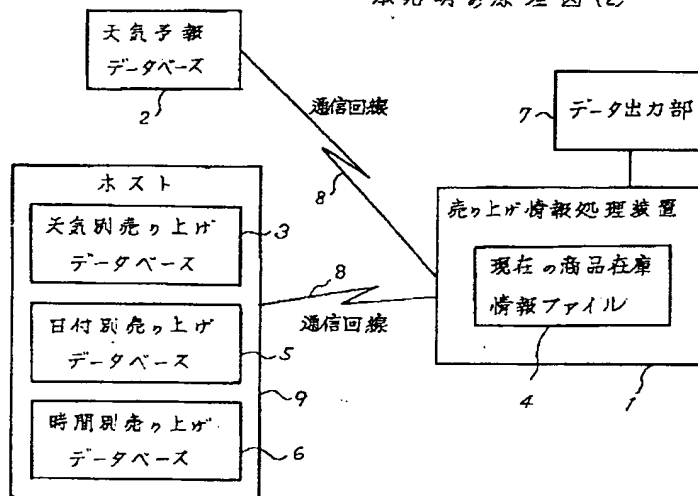 本発明の原理図(2)
天気予報
データベース
2
通信回線
8
7
データ出力部
ホスト
天気別売り上げ
データベース
3
日付別売り上げ
データベース
5
時間別売り上げ
データベース
6
9
8
通信回線
売り上げ情報処理装置
現在の商品在庫
情報ファイル
4
1